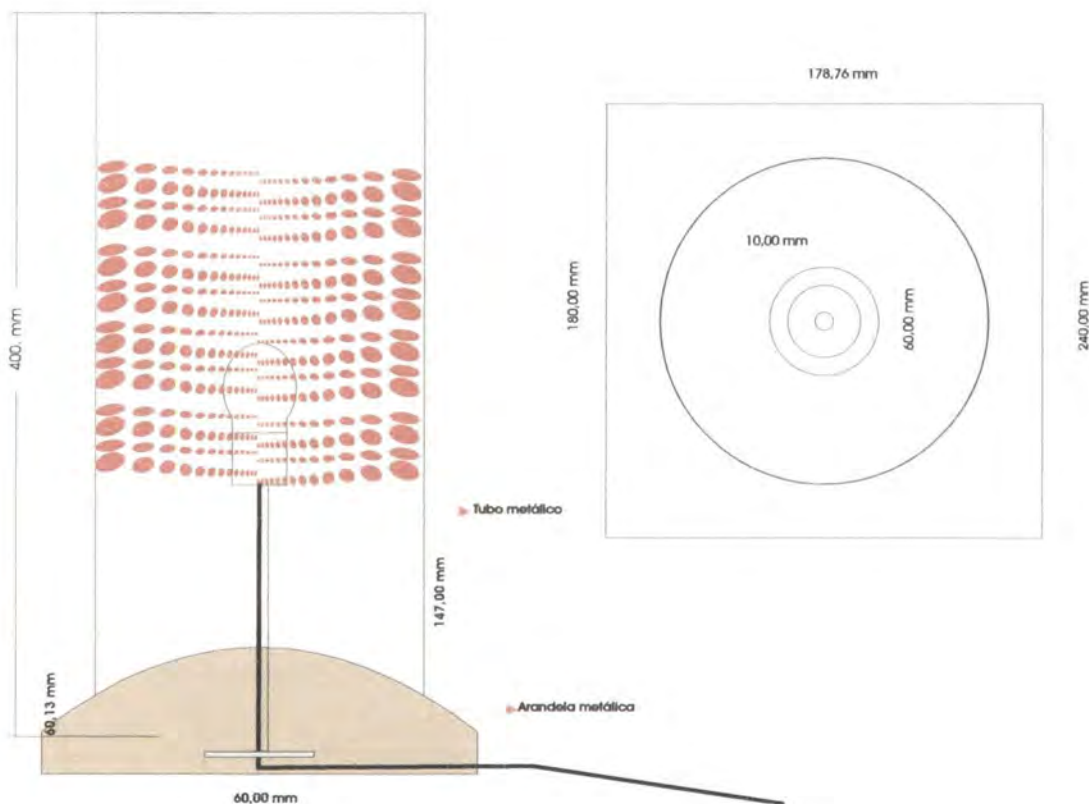 400. mm
Tubo metálico
147,00 mm
60,13 mm
Arandela metálica
60,00 mm
178,76 mm
180,00 mm
10,00 mm
60,00 mm
240,00 mm